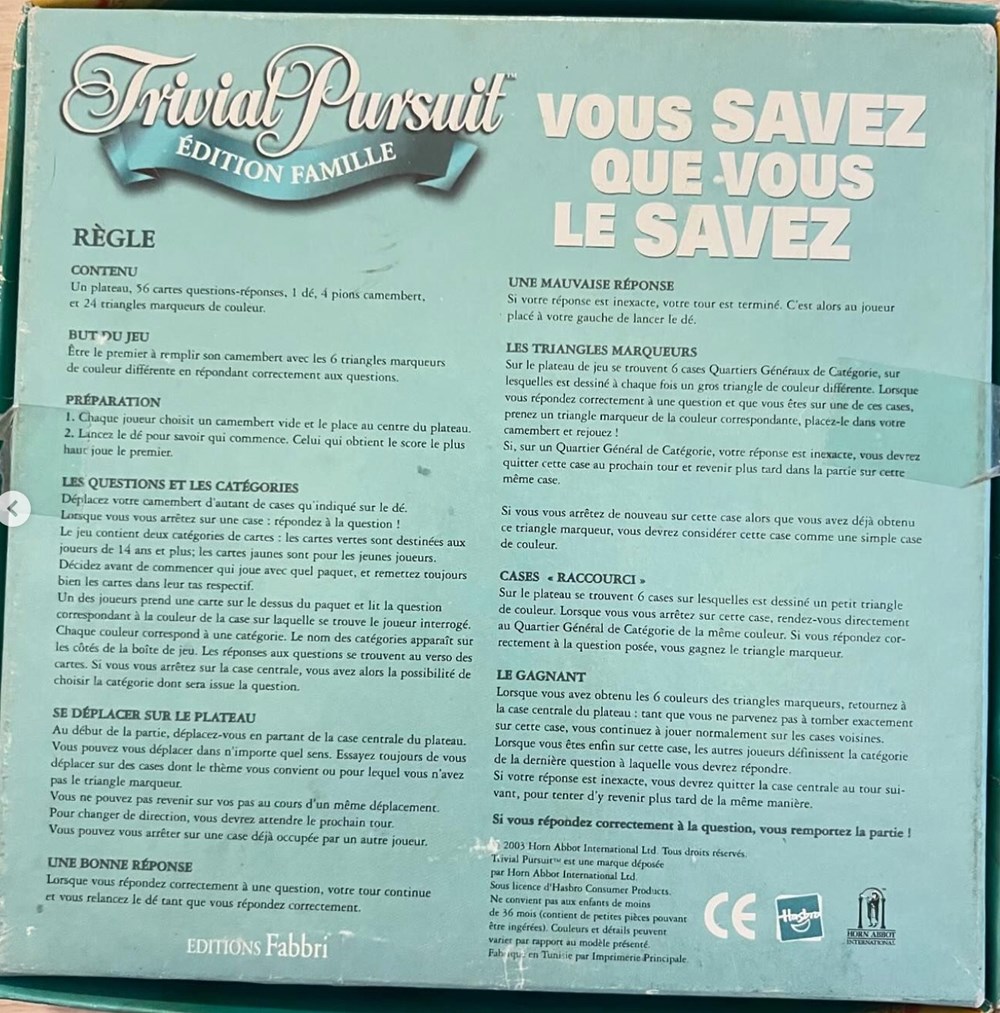 Trivial Pursuit™
ÉDITION FAMILLE
VOUS SAVEZ
QUE VOUS
LE SAVEZ
RÈGLE
CONTENU
Un plateau, 56 cartes questions-réponses, 1 dé, 4 pions camembert,
et 24 triangles marqueurs de couleur.
BUT DU JEU
Être le premier à remplir son camembert avec les 6 triangles marqueurs
de couleur différente en répondant correctement aux questions.
PRÉPARATION
1. Chaque joueur choisit un camembert vide et le place au centre du plateau.
2. Lancez le dé pour savoir qui commence. Celui qui obtient le score le plus
haut joue le premier.
LES QUESTIONS ET LES CATÉGORIES
Déplacez votre camembert d'autant de cases qu'indiqué sur le dé.
Lorsque vous vous arrêtez sur une case : répondez à la question !
Le jeu contient deux catégories de cartes : les cartes vertes sont destinées aux
joueurs de 14 ans et plus; les cartes jaunes sont pour les jeunes joueurs.
Décidez avant de commencer qui joue avec quel paquet, et remettez toujours
bien les cartes dans leur tas respectif.
Un des joueurs prend une carte sur le dessus du paquet et lit la question
correspondant à la couleur de la case sur laquelle se trouve le joueur interrogé.
Chaque couleur correspond à une catégorie. Le nom des catégories apparaît sur
les côtés de la boîte de jeu. Les réponses aux questions se trouvent au verso des
cartes. Si vous vous arrêtez sur la case centrale, vous avez alors la possibilité de
choisir la catégorie dont sera issue la question.
SE DÉPLACER SUR LE PLATEAU
Au début de la partie, déplacez-vous en partant de la case centrale du plateau.
Vous pouvez vous déplacer dans n'importe quel sens. Essayez toujours de vous
déplacer sur des cases dont le thème vous convient ou pour lequel vous n'avez
pas le triangle marqueur.
Vous ne pouvez pas revenir sur vos pas au cours d'un même déplacement.
Pour changer de direction, vous devrez attendre le prochain tour.
Vous pouvez vous arrêter sur une case déjà occupée par un autre joueur.
UNE BONNE RÉPONSE
Lorsque vous répondez correctement à une question, votre tour continue
et vous relancez le dé tant que vous répondez correctement.
EDITIONS Fabbri
UNE MAUVAISE RÉPONSE
Si votre réponse est inexacte, votre tour est terminé. C'est alors au joueur
placé à votre gauche de lancer le dé.
LES TRIANGLES MARQUEURS
Sur le plateau de jeu se trouvent 6 cases Quartiers Généraux de Catégorie, sur
lesquelles est dessiné à chaque fois un gros triangle de couleur différente. Lorsque
vous répondez correctement à une question et que vous êtes sur une de ces cases,
prenez un triangle marqueur de la couleur correspondante, placez-le dans votre
camembert et rejouez !
Si, sur un Quartier Général de Catégorie, votre réponse est inexacte, vous devrez
quitter cette case au prochain tour et revenir plus tard dans la partie sur cette
même case.
Si vous vous arrêtez de nouveau sur cette case alors que vous avez déjà obtenu
ce triangle marqueur, vous devrez considérer cette case comme une simple case
de couleur.
CASES « RACCOURCI »
Sur le plateau se trouvent 6 cases sur lesquelles est dessiné un petit triangle
de couleur. Lorsque vous vous arrêtez sur cette case, rendez-vous directement
au Quartier Général de Catégorie de la même couleur. Si vous répondez cor-
rectement à la question posée, vous gagnez le triangle marqueur.
LE GAGNANT
Lorsque vous avez obtenu les 6 couleurs des triangles marqueurs, retournez à
la case centrale du plateau : tant que vous ne parvenez pas à tomber exactement
sur cette case, vous continuez à jouer normalement sur les cases voisines.
Lorsque vous êtes enfin sur cette case, les autres joueurs définissent la catégorie
de la dernière question à laquelle vous devrez répondre.
Si votre réponse est inexacte, vous devrez quitter la case centrale au tour sui-
vant, pour tenter d'y revenir plus tard de la même manière.
Si vous répondez correctement à la question, vous remportez la partie !
2003 Horn Abbot International Ltd. Tous droits réservés.
Trivial Pursuit™ est une marque déposée
par Horn Abbot International Ltd.
Sous licence d'Hasbro Consumer Products.
Ne convient pas aux enfants de moins
de 36 mois (contient de petites pièces pouvant
être ingérées). Couleurs et détails peuvent
varier par rapport au modèle présenté.
Fabriqué en Tunisie par Imprimerie Principale.
CE
Hasbro
HORN ABBOT
INTERNATIONAL